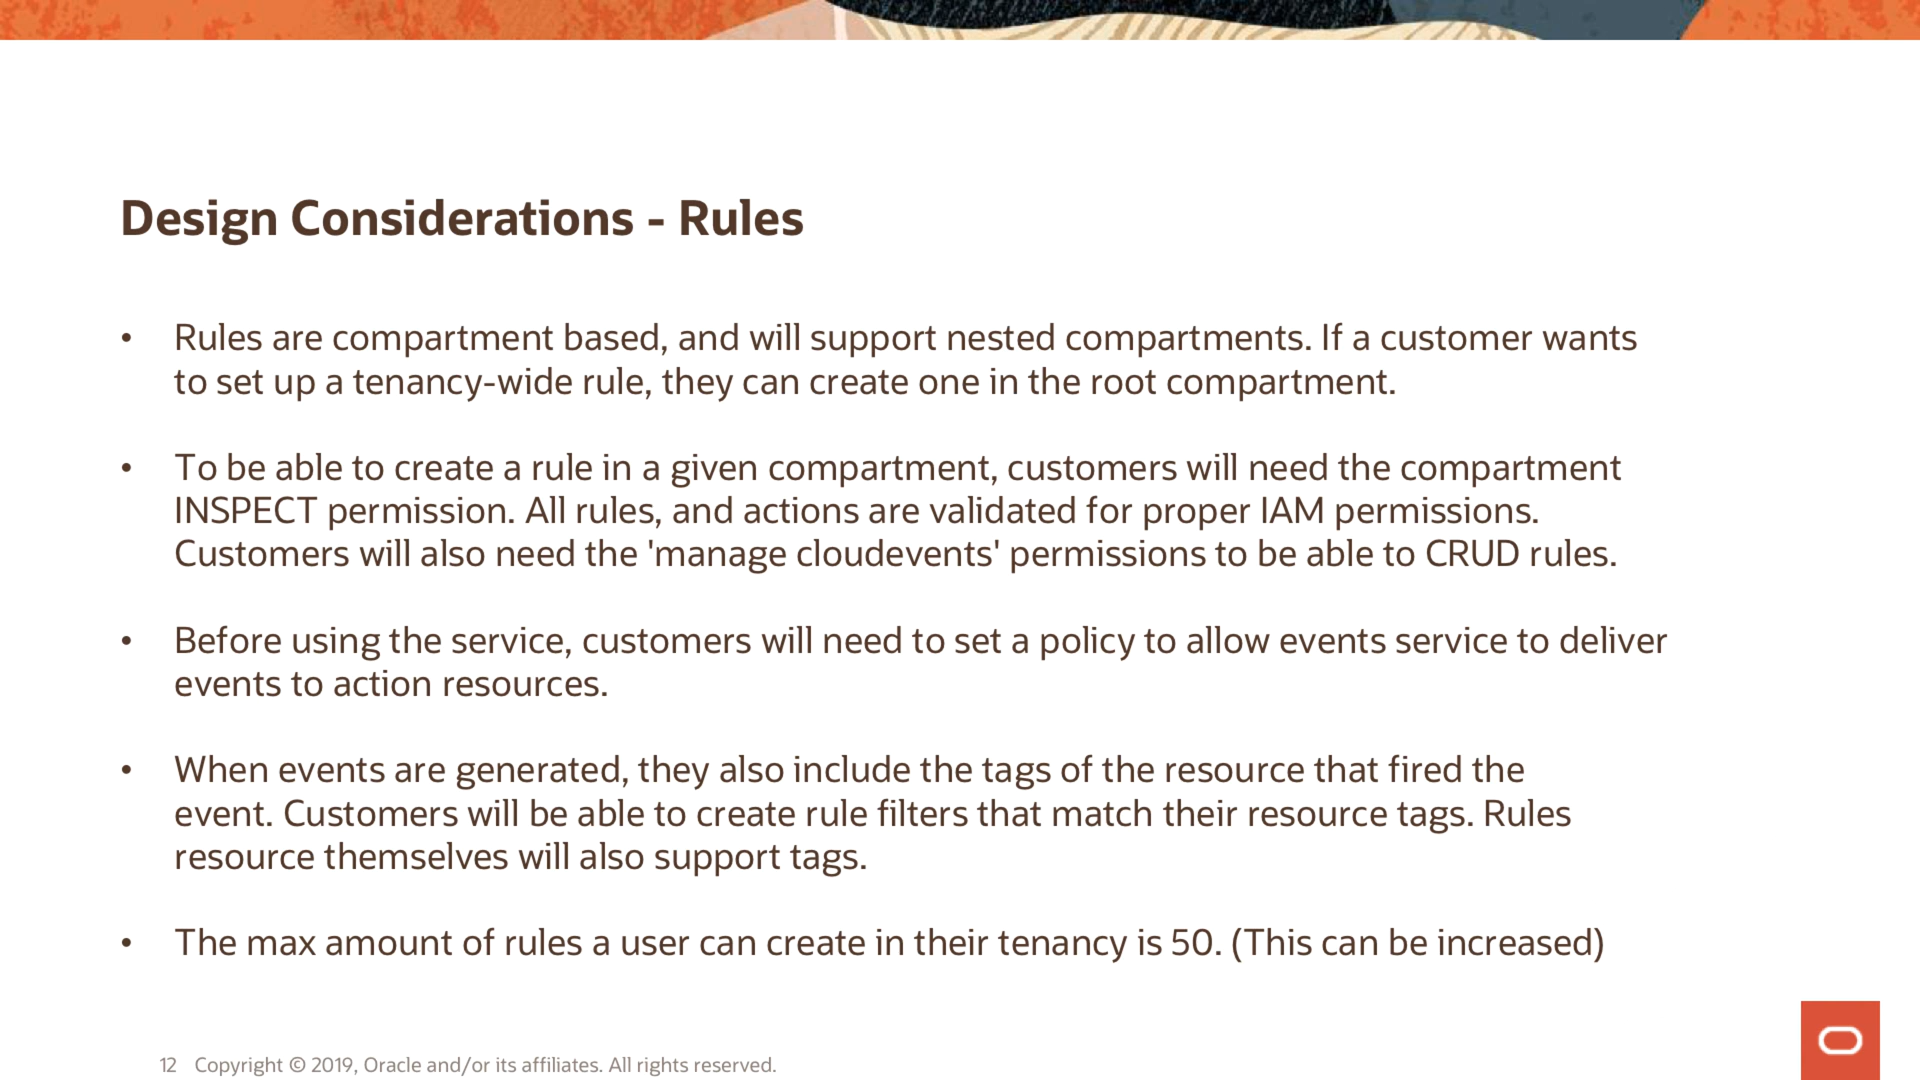 Design Considerations - Rules
• Rules are compartment based, and will support nested compartments. If a customer wants
to set up a tenancy-wide rule, they can create one in the root compartment.
• To be able to create a rule in a given compartment, customers will need the compartment
INSPECT permission. All rules, and actions are validated for proper IAM permissions.
Customers will also need the 'manage cloudevents' permissions to be able to CRUD rules.
• Before using the service, customers will need to set a policy to allow events service to deliver
events to action resources.
• When events are generated, they also include the tags of the resource that fired the
event. Customers will be able to create rule filters that match their resource tags. Rules
resource themselves will also support tags.
• The max amount of rules a user can create in their tenancy is 50. (This can be increased)
12 Copyright © 2019, Oracle and/or its affiliates. All rights reserved.